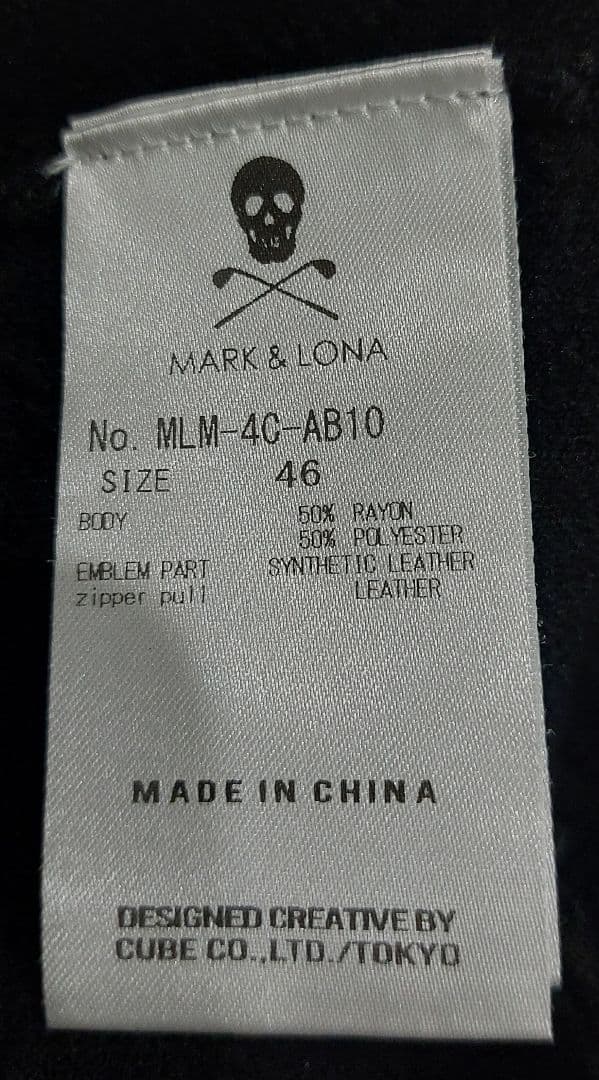 MARK & LONA
No. MLM-4C-AB10
SIZE 46
BODY 50% RAYON
50% POLYESTER
EMBLEM PART SYNTHETIC LEATHER
zipper pull LEATHER
MADE IN CHINA
DESIGNED CREATIVE BY
CUBE CO.,LTD./TOKYO